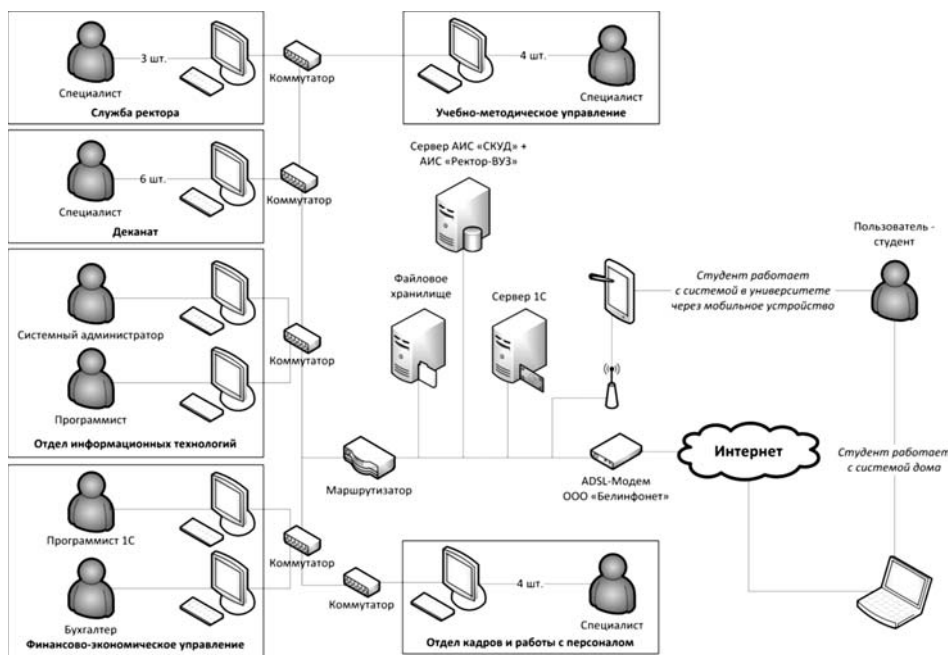 3 шт.
Специалист
Служба ректора
Коммутатор
4 шт.
Специалист
Учебно-методическое управление
6 шт.
Специалист
Деканат
Коммутатор
Сервер АИС «СКУД» +
АИС «Ректор-ВУЗ»
Пользователь -
студент
Студент работает
с системой в университете
через мобильное устройство
Файловое
хранилище
Сервер 1С
Системный администратор
Программист
Отдел информационных технологий
Коммутатор
Маршрутизатор
ADSL-Модем
ООО «Белинфонет»
Интернет
Студент работает
с системой дома
Программист 1С
Бухгалтер
Финансово-экономическое управление
Коммутатор
Коммутатор
4 шт.
Специалист
Отдел кадров и работы с персоналом